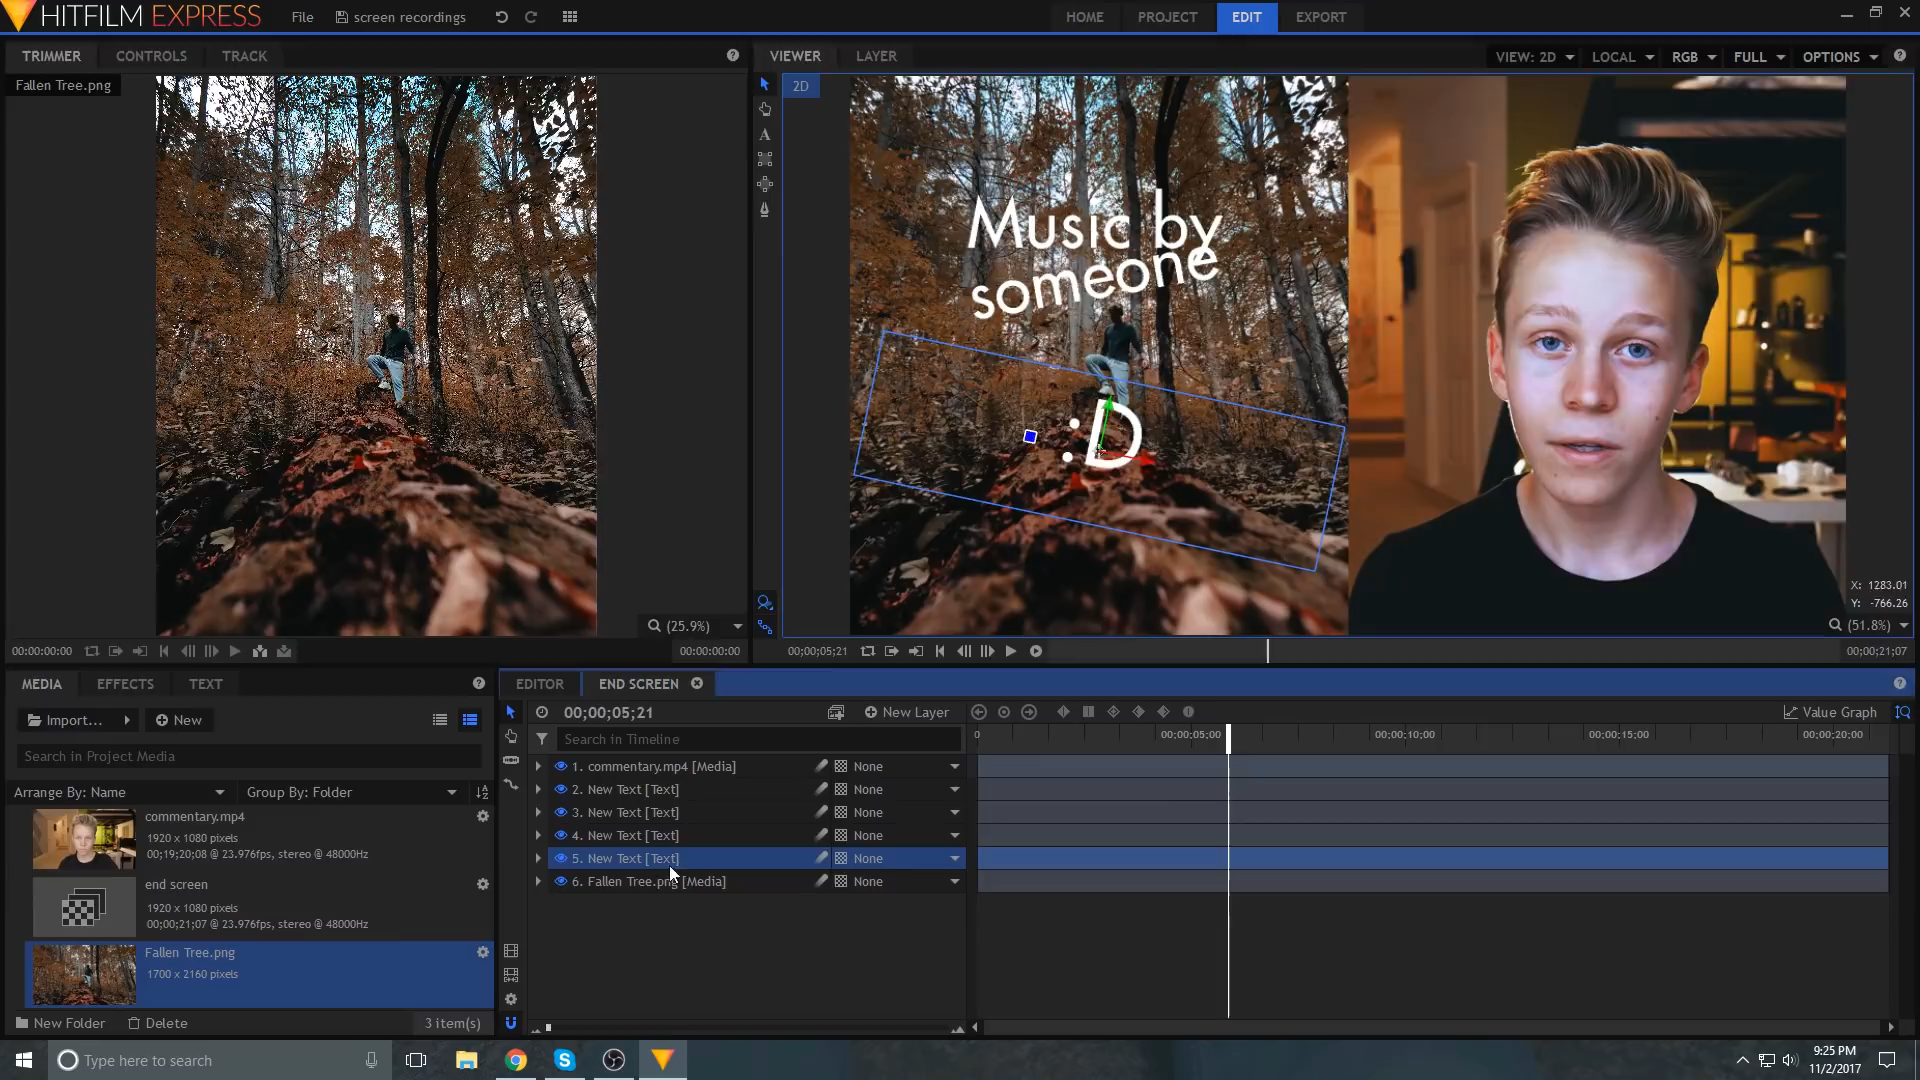 HITFILM EXPRESS
File
screen recordings
HOME
PROJECT
EDIT
EXPORT
TRIMMER
CONTROLS
TRACK
Fallen Tree.png
VIEWER
LAYER
VIEW: 2D
LOCAL
RGB
FULL
OPTIONS
2D
Music by
someone
:D
X: 1283.01
Y: -766.26
(25.9%)
(51.8%)
00:00:00:00
00:00:00:00
00;00;05;21
00;00;21;07
MEDIA
EFFECTS
TEXT
Import...
New
Search in Project Media
Arrange By: Name
Group By: Folder
commentary.mp4
1920 x 1080 pixels
00;19;20;08 @ 23.976fps, stereo @ 48000Hz
end screen
1920 x 1080 pixels
00;00;21;07 @ 23.976fps, stereo @ 48000Hz
Fallen Tree.png
1700 x 2160 pixels
New Folder
Delete
3 item(s)
EDITOR
END SCREEN
00;00;05;21
New Layer
Value Graph
Search in Timeline
0
00;00;05;00
00;00;10;00
00;00;15;00
00;00;20;00
1. commentary.mp4 [Media]
None
2. New Text [Text]
None
3. New Text [Text]
None
4. New Text [Text]
None
5. New Text [Text]
None
6. Fallen Tree.png [Media]
None
Type here to search
9:25 PM
11/2/2017